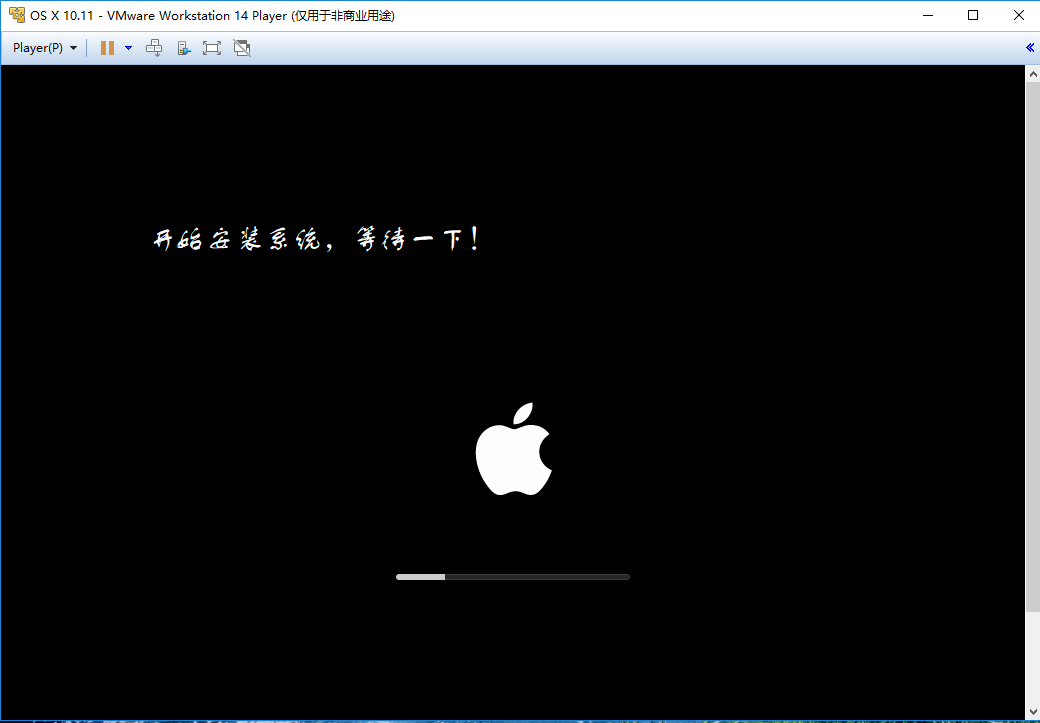 OS X 10.11 - VMware Workstation 14 Player (仅用于非商业用途)
Player(P)
开始安装系统，等待一下！